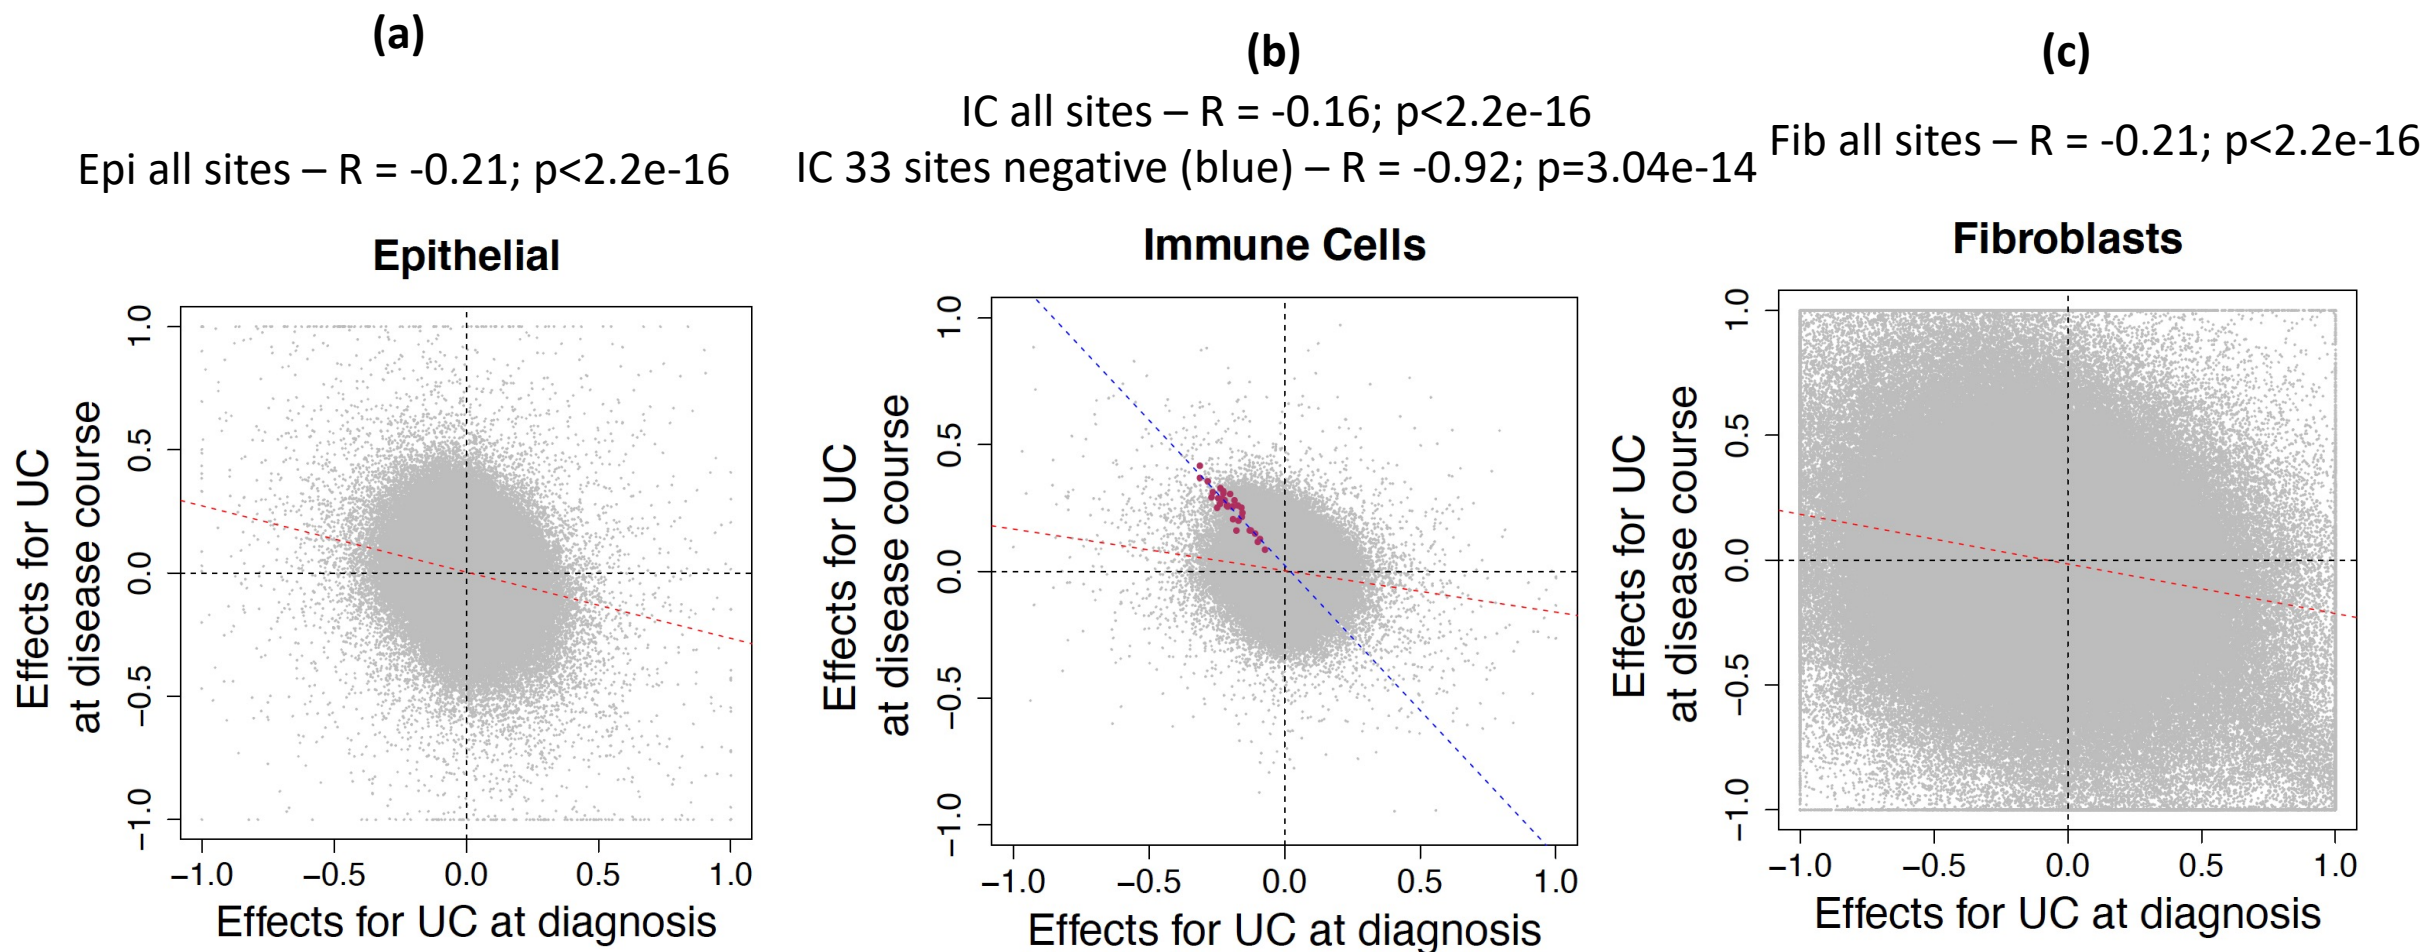 (a)
Epi all sites – R = -0.21; p<2.2e-16
Epithelial
Effects for UC
at disease course
1.0
0.5
0.0
−0.5
−1.0
−1.0 −0.5 0.0 0.5 1.0
Effects for UC at diagnosis
(b)
IC all sites – R = -0.16; p<2.2e-16
IC 33 sites negative (blue) – R = -0.92; p=3.04e-14
Immune Cells
Effects for UC
at disease course
1.0
0.5
0.0
−0.5
−1.0
−1.0 −0.5 0.0 0.5 1.0
Effects for UC at diagnosis
(c)
Fib all sites – R = -0.21; p<2.2e-16
Fibroblasts
Effects for UC
at disease course
1.0
0.5
0.0
−0.5
−1.0
−1.0 −0.5 0.0 0.5 1.0
Effects for UC at diagnosis